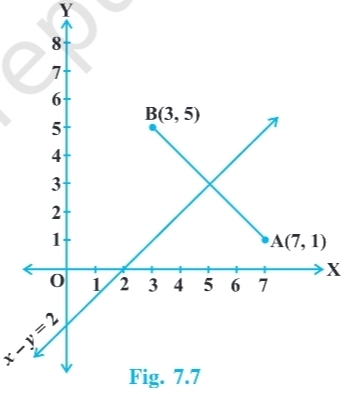 Y
8
7
6
5
4
3
2
1
B(3, 5)
A(7, 1)
X
O
1 2 3 4 5 6 7
x – y = 2
Fig. 7.7